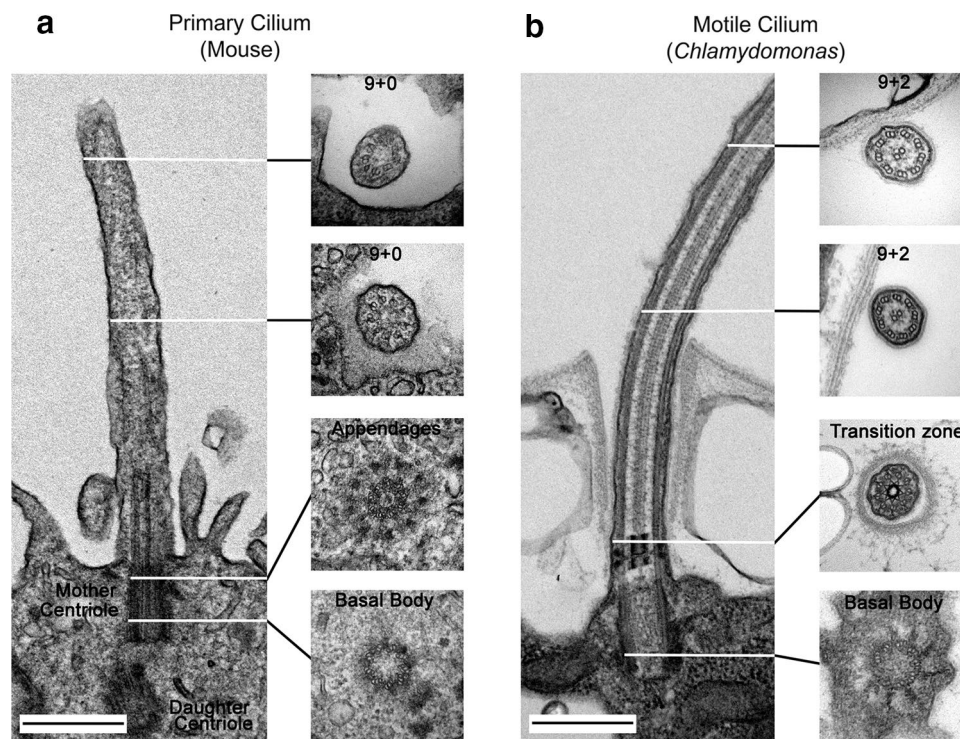 a
Primary Cilium
(Mouse)
9+0
9+0
Appendages
Mother
Centriole
Basal Body
Daughter
Centriole
b
Motile Cilium
(Chlamydomonas)
9+2
9+2
Transition zone
Basal Body